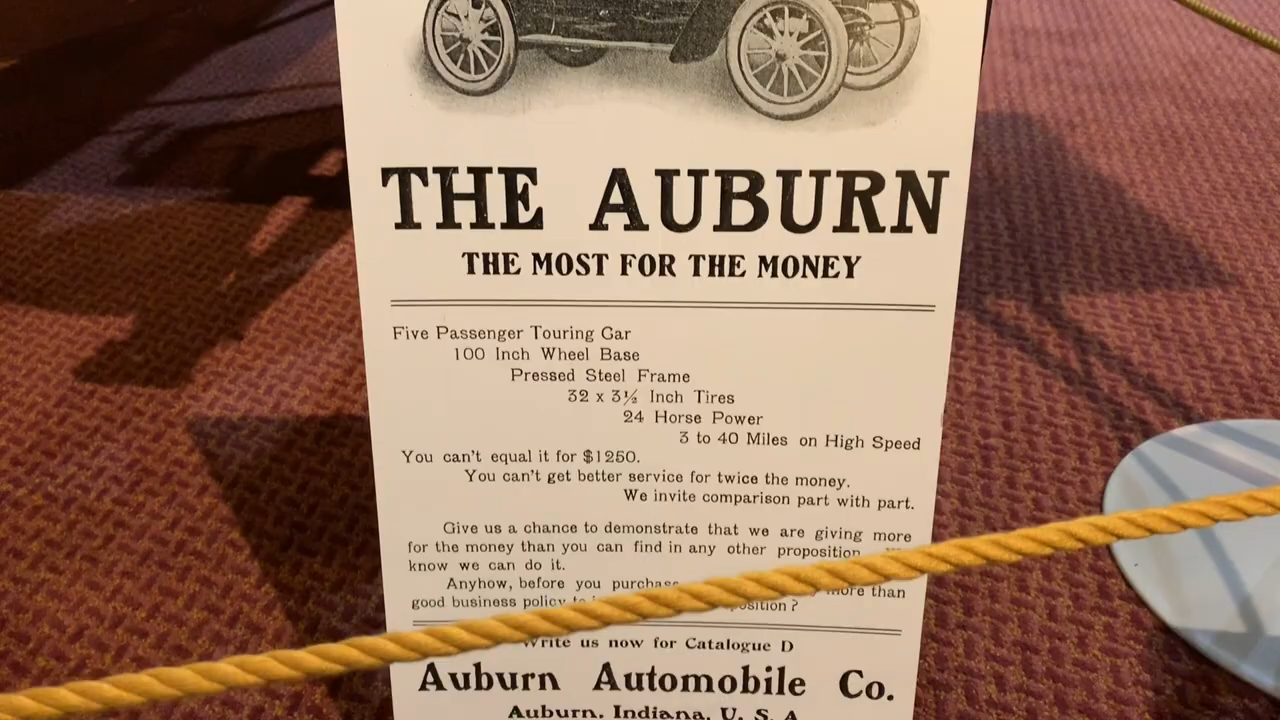 THE AUBURN
THE MOST FOR THE MONEY
Five Passenger Touring Car
100 Inch Wheel Base
Pressed Steel Frame
32 x 3½ Inch Tires
24 Horse Power
3 to 40 Miles on High Speed
You can't equal it for $1250.
You can't get better service for twice the money.
We invite comparison part with part.
Give us a chance to demonstrate that we are giving more
for the money than you can find in any other proposition
know we can do it.
Anyhow, before you more than
good business policy
Write us now for Catalogue D
Auburn Automobile Co.
Auburn, Indiana, U. S. A